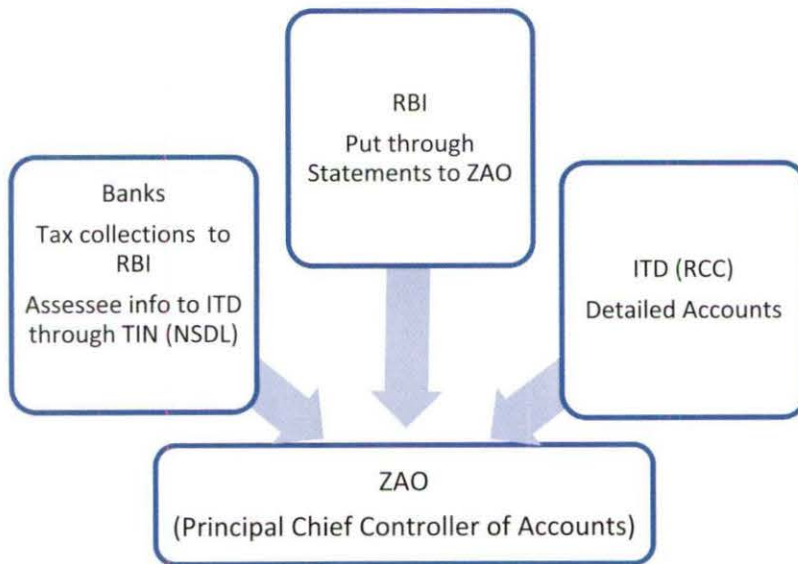 Banks
Tax collections to
RBI
Assessee info to ITD
through TIN (NSDL)
RBI
Put through
Statements to ZAO
ITD (RCC)
Detailed Accounts
ZAO
(Principal Chief Controller of Accounts)